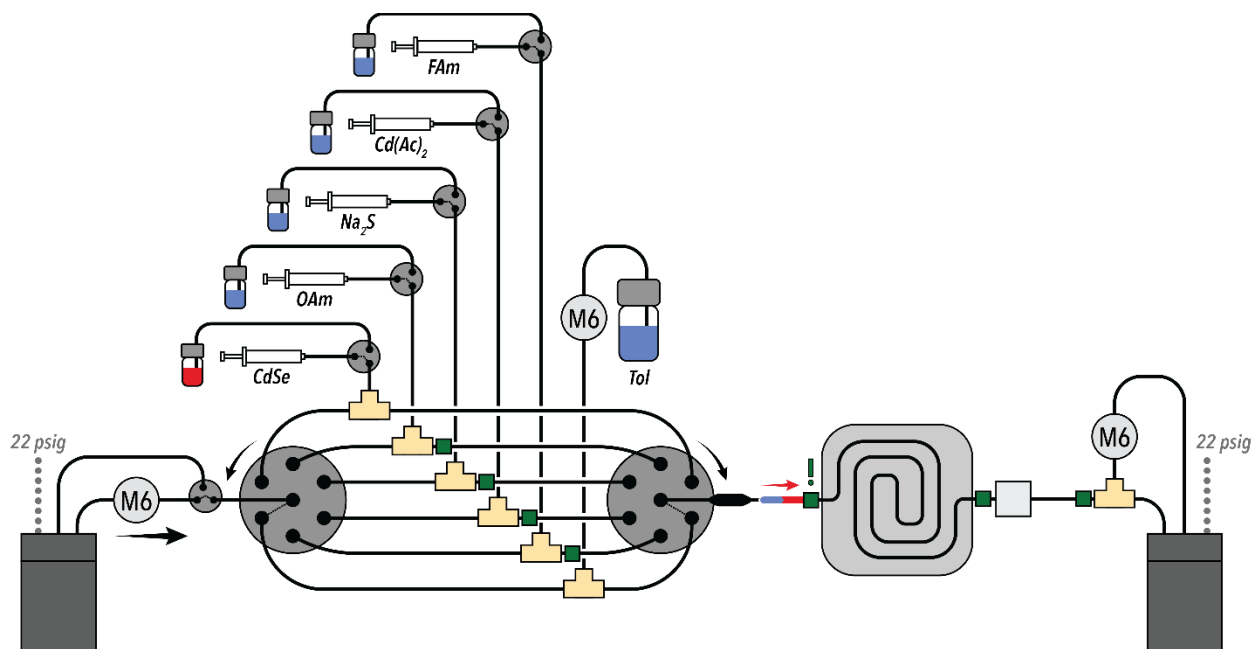 FAm
Cd(Ac)₂
Na₂S
OAm
CdSe
M6
Tol
22 psig
M6
M6
22 psig